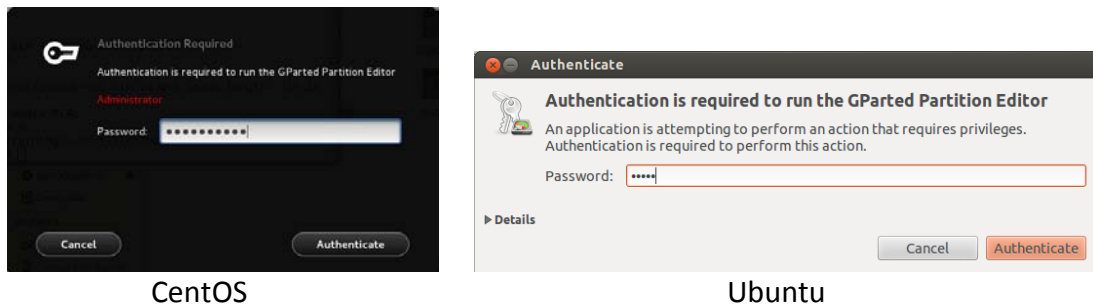 Authentication Required
Authentication is required to run the GParted Partition Editor
Administrator
Password:
Cancel
Authenticate
CentOS
Authenticate
Authentication is required to run the GParted Partition Editor
An application is attempting to perform an action that requires privileges.
Authentication is required to perform this action.
Password:
Details
Cancel
Authenticate
Ubuntu